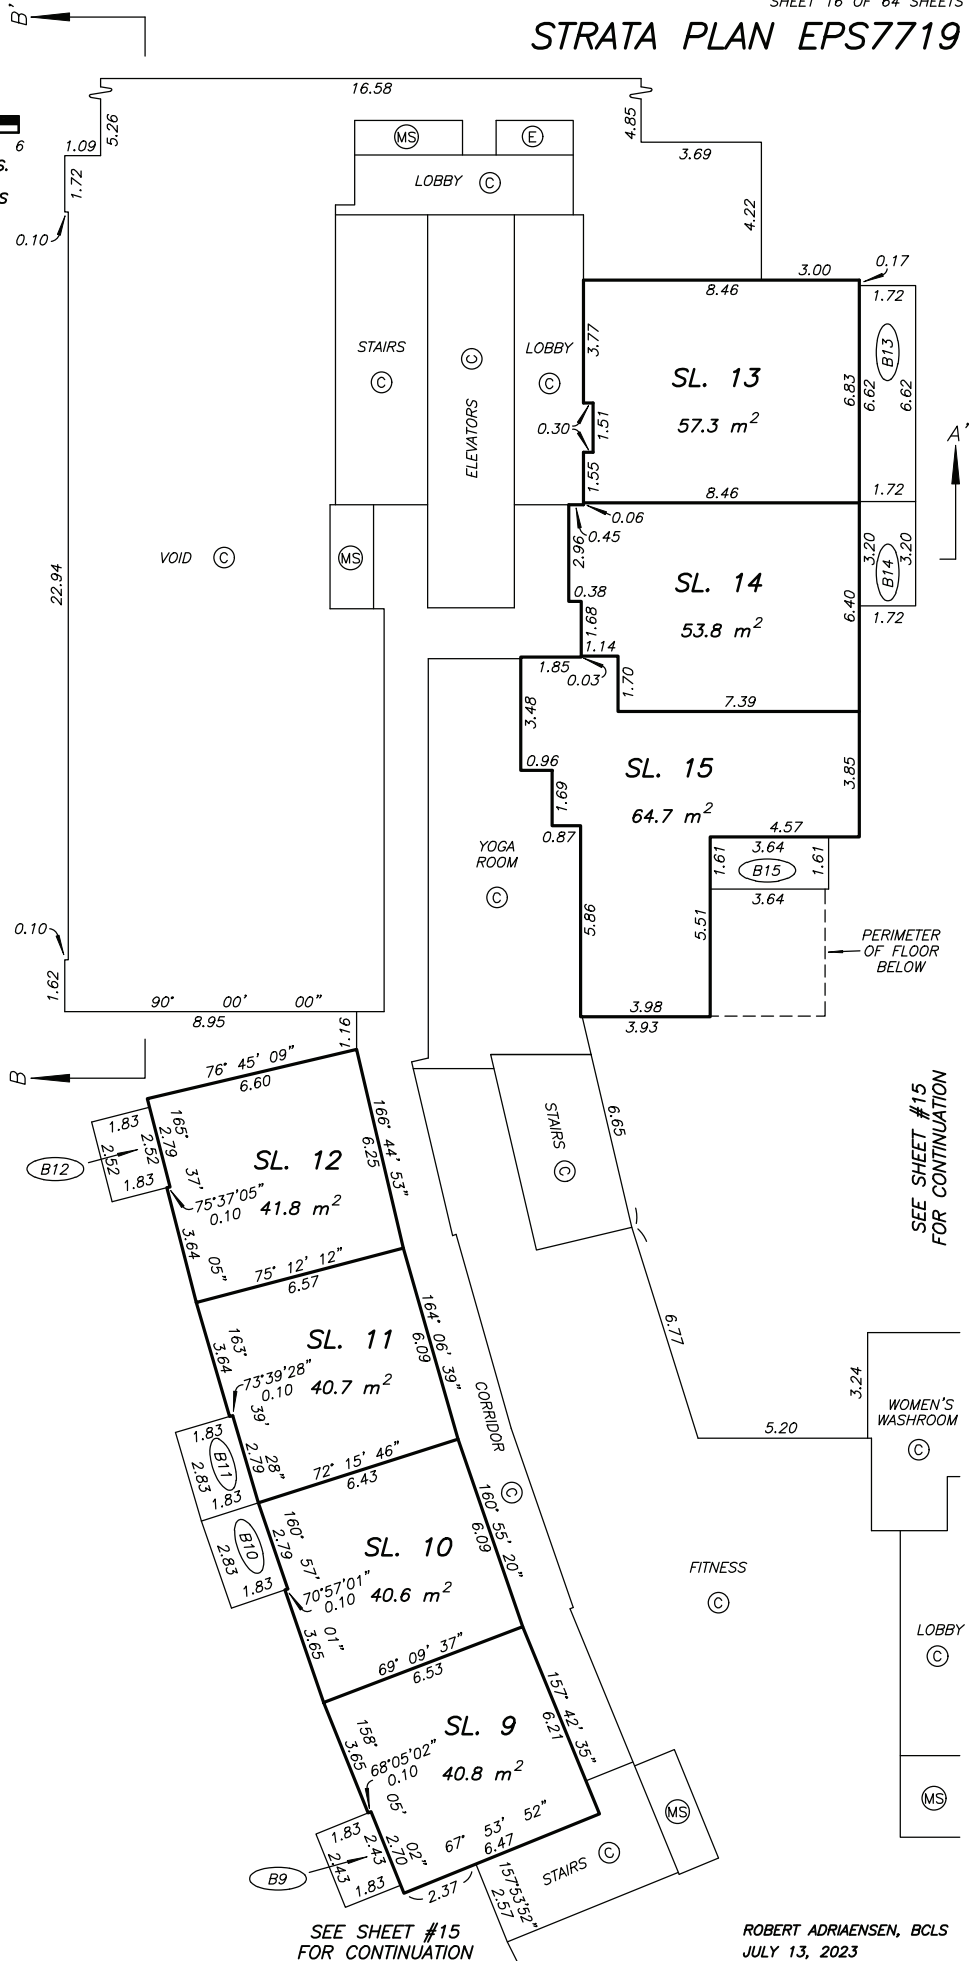 SHEET 16 OF 64 SHEETS
STRATA PLAN EPS7719
B'
16.58
5.26
4.85
6
1.09
1.72
0.10
MS
E
LOBBY C
3.69
4.22
3.00
0.17
8.46
1.72
3.77
STAIRS
C
C
ELEVATORS
LOBBY
C
SL. 13
57.3 m²
6.83
6.62
B13
6.62
0.30
1.51
1.55
8.46
1.72
A'
0.06
0.45
2.96
VOID C
MS
22.94
SL. 14
53.8 m²
3.20
B14
3.20
6.40
1.72
0.38
1.68
1.14
1.85
0.03
1.70
7.39
3.48
0.96
SL. 15
64.7 m²
3.85
1.69
0.87
4.57
YOGA
ROOM
C
1.61
3.64
B15
1.61
3.64
5.86
5.51
PERIMETER
OF FLOOR
BELOW
0.10
1.62
90° 00' 00"
8.95
1.16
3.98
3.93
B
76° 45' 09"
6.60
1.83
2.52
2.52
1.83
B12
165° 37' 05"
2.79
75°37'05"
0.10
3.64
SL. 12
41.8 m²
166° 44' 53"
6.25
STAIRS
C
6.65
SEE SHEET #15
FOR CONTINUATION
75° 12' 12"
6.57
163° 39' 28"
3.64
73°39'28"
0.10
SL. 11
40.7 m²
164° 06' 39"
6.09
6.77
3.24
5.20
WOMEN'S
WASHROOM
C
CORRIDOR
C
1.83
B11
2.83
2.79
1.83
72° 15' 46"
6.43
B10
2.83
1.83
160° 57' 01"
2.79
70°57'01"
0.10
3.65
SL. 10
40.6 m²
160° 55' 20"
6.09
FITNESS
C
LOBBY
C
69° 09' 37"
6.53
158° 05' 02"
3.65
68°05'02"
0.10
SL. 9
40.8 m²
157° 42' 35"
6.21
MS
MS
1.83
2.43
2.43
2.70
1.83
B9
67° 53' 52"
6.47
2.37
157°53'52"
2.57
STAIRS C
SEE SHEET #15
FOR CONTINUATION
ROBERT ADRIAENSEN, BCLS
JULY 13, 2023